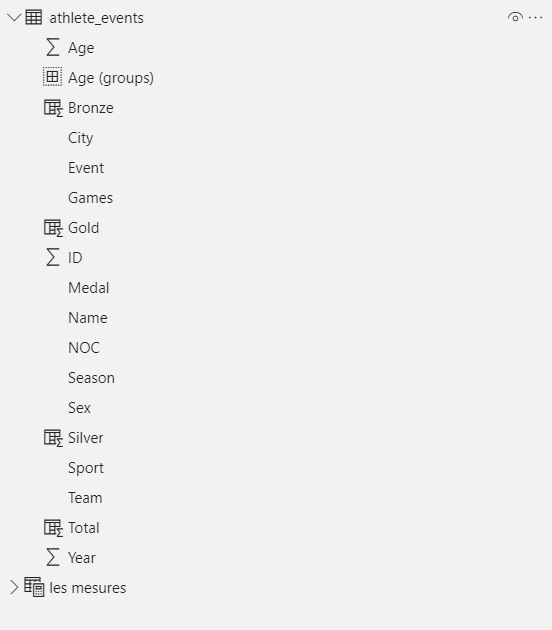 athlete_events
Age
Age (groups)
Bronze
City
Event
Games
Gold
ID
Medal
Name
NOC
Season
Sex
Silver
Sport
Team
Total
Year
les mesures